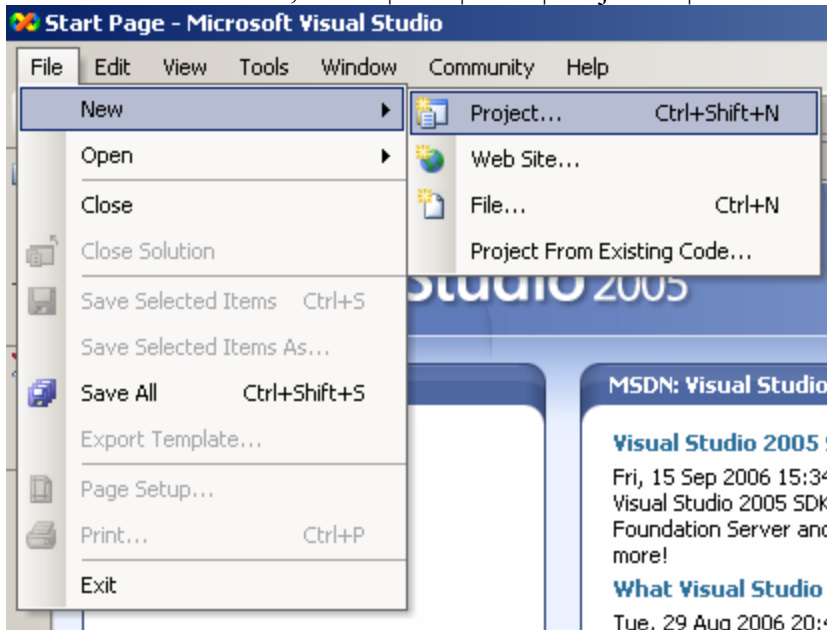 Start Page - Microsoft Visual Studio
File Edit View Tools Window Community Help
New
Project... Ctrl+Shift+N
Open
Web Site...
Close
File... Ctrl+N
Close Solution
Project From Existing Code...
Save Selected Items Ctrl+S
Studio 2005
Save Selected Items As...
Save All Ctrl+Shift+S
MSDN: Visual Studio
Export Template...
Visual Studio 2005
Page Setup...
Fri, 15 Sep 2006 15:34
Visual Studio 2005 SDK
Print... Ctrl+P
Foundation Server and
more!
Exit
What Visual Studio
Tue, 29 Aug 2006 20:4